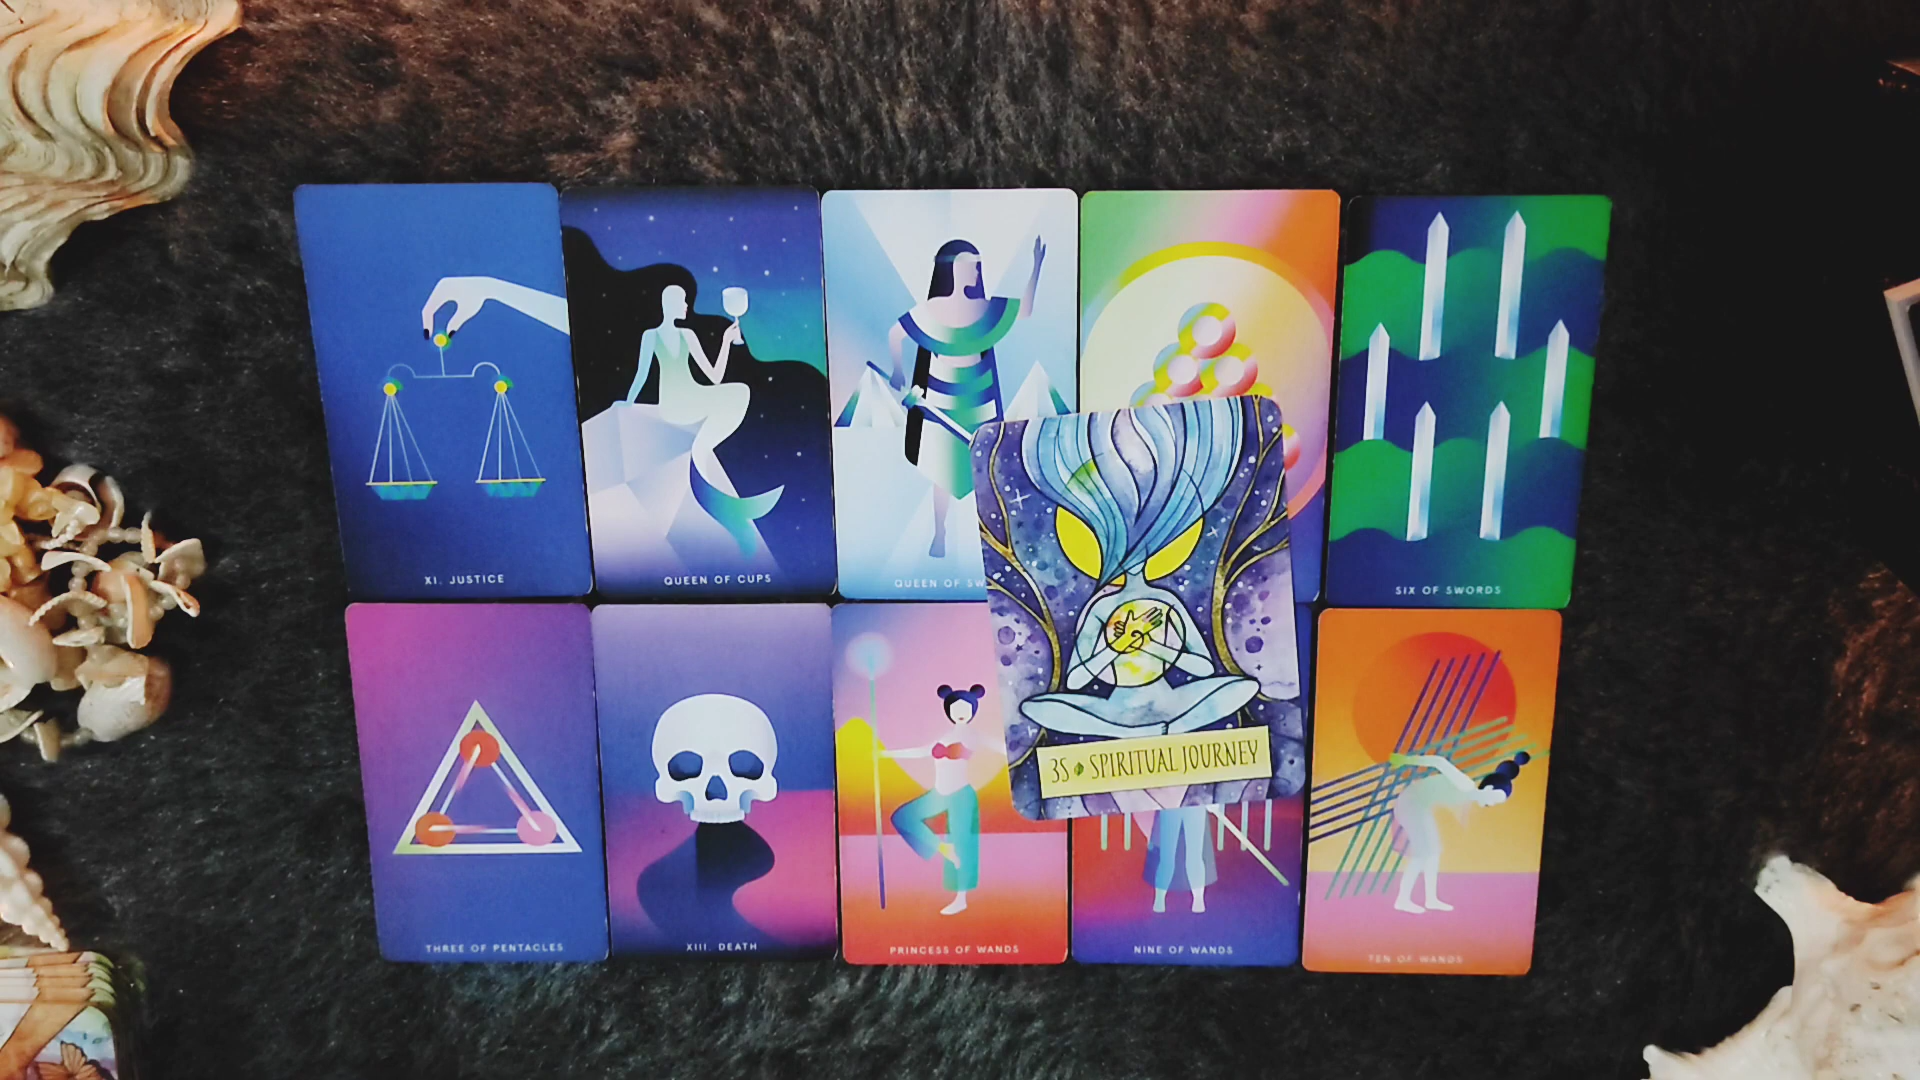 XI. JUSTICE
QUEEN OF CUPS
QUEEN OF SW
SIX OF SWORDS
3S SPIRITUAL JOURNEY
THREE OF PENTACLES
XIII. DEATH
PRINCESS OF WANDS
NINE OF WANDS
TEN OF WANDS